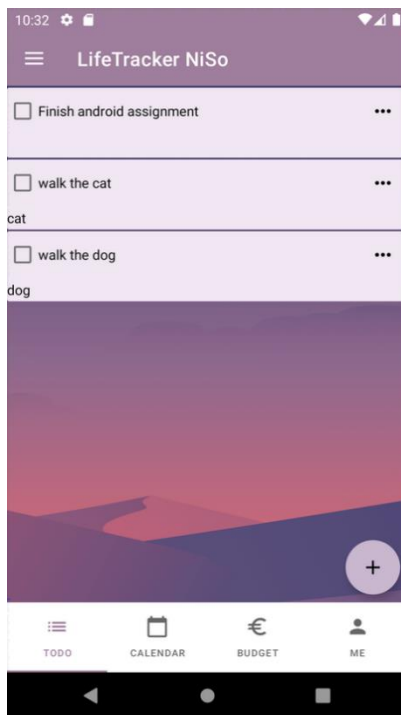 10:32
LifeTracker NiSo
Finish android assignment
walk the cat
cat
walk the dog
dog
+
TODO CALENDAR BUDGET ME